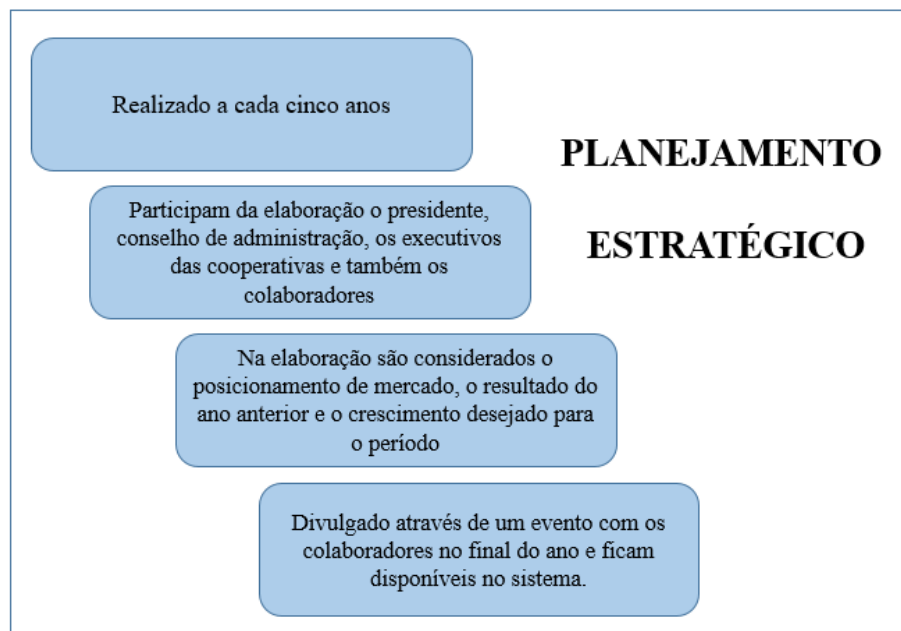 Realizado a cada cinco anos
PLANEJAMENTO
ESTRATÉGICO
Participam da elaboração o presidente,
conselho de administração, os executivos
das cooperativas e também os
colaboradores
Na elaboração são considerados o
posicionamento de mercado, o resultado do
ano anterior e o crescimento desejado para
o período
Divulgado através de um evento com os
colaboradores no final do ano e ficam
disponíveis no sistema.